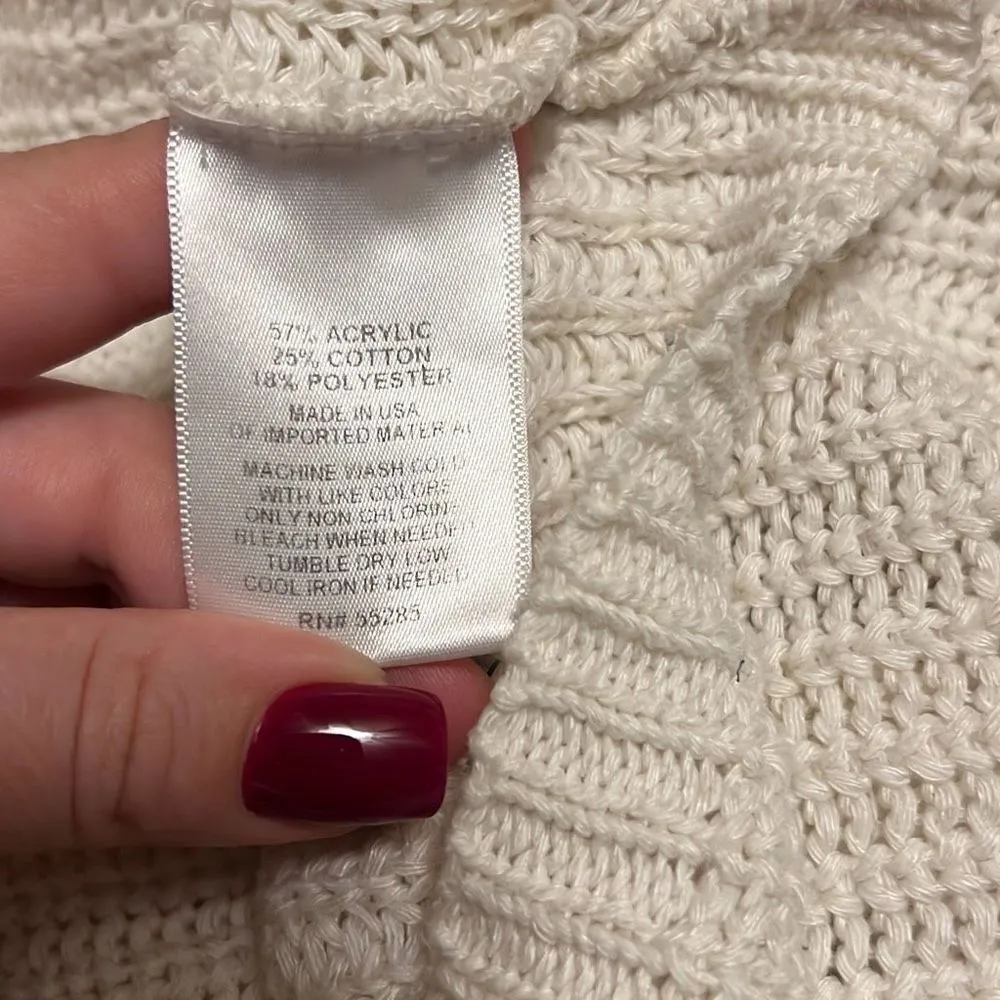 57% ACRYLIC
25% COTTON
18% POLYESTER
MADE IN USA
OF IMPORTED MATERIAL
MACHINE WASH COLD
WITH LIKE COLORS
ONLY NON CHLORINE
BLEACH WHEN NEEDED
TUMBLE DRY LOW
COOL IRON IF NEEDED
RN# 55285